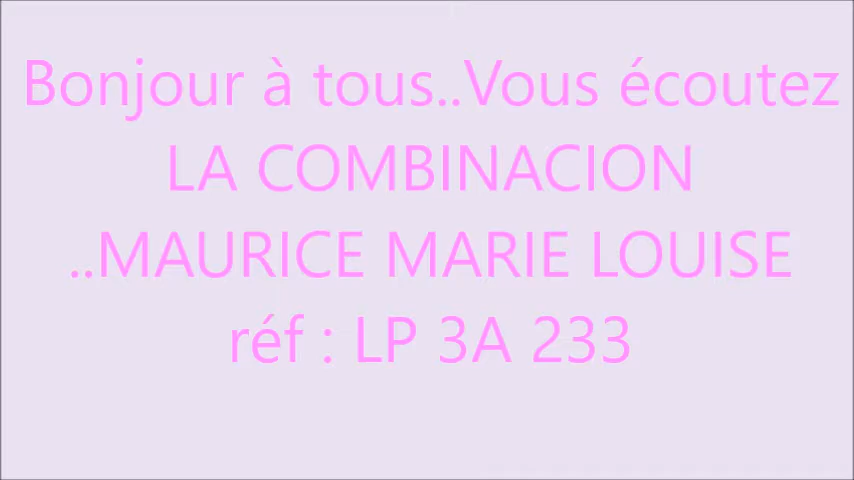 Bonjour à tous..Vous écoutez
LA COMBINACION
..MAURICE MARIE LOUISE
réf : LP 3A 233